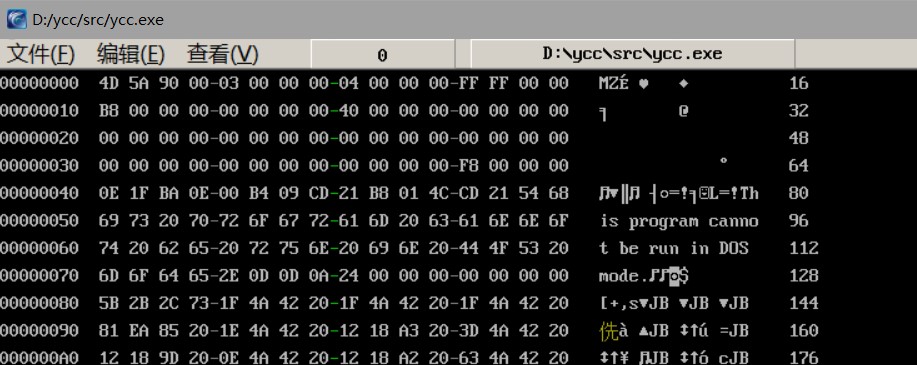 D:/ycc/src/ycc.exe
文件(F) 编辑(E) 查看(V) 0 D:\ycc\src\ycc.exe
00000000 4D 5A 90 00-03 00 00 00-04 00 00 00-FF FF 00 00 MZÉ ♥ ♦ 16
00000010 B8 00 00 00-00 00 00 00-40 00 00 00-00 00 00 00 ╕ @ 32
00000020 00 00 00 00-00 00 00 00-00 00 00 00-00 00 00 00 48
00000030 00 00 00 00-00 00 00 00-00 00 00 00-F8 00 00 00 ° 64
00000040 0E 1F BA 0E-00 B4 09 CD-21 B8 01 4C-CD 21 54 68 ♫▼║♫ ┤○=!╕☺L=!Th 80
00000050 69 73 20 70-72 6F 67 72-61 6D 20 63-61 6E 6E 6F is program canno 96
00000060 74 20 62 65-20 72 75 6E-20 69 6E 20-44 4F 53 20 t be run in DOS 112
00000070 6D 6F 64 65-2E 0D 0D 0A-24 00 00 00-00 00 00 00 mode.♪♪◙$ 128
00000080 5B 2B 2C 73-1F 4A 42 20-1F 4A 42 20-1F 4A 42 20 [+,s▼JB ▼JB ▼JB 144
00000090 81 EA 85 20-1E 4A 42 20-12 18 A3 20-3D 4A 42 20 侁à ▲JB ↕↑ú =JB 160
000000A0 12 18 9D 20-0E 4A 42 20-12 18 A2 20-63 4A 42 20 ↕↑¥ ♫JB ↕↑ó cJB 176